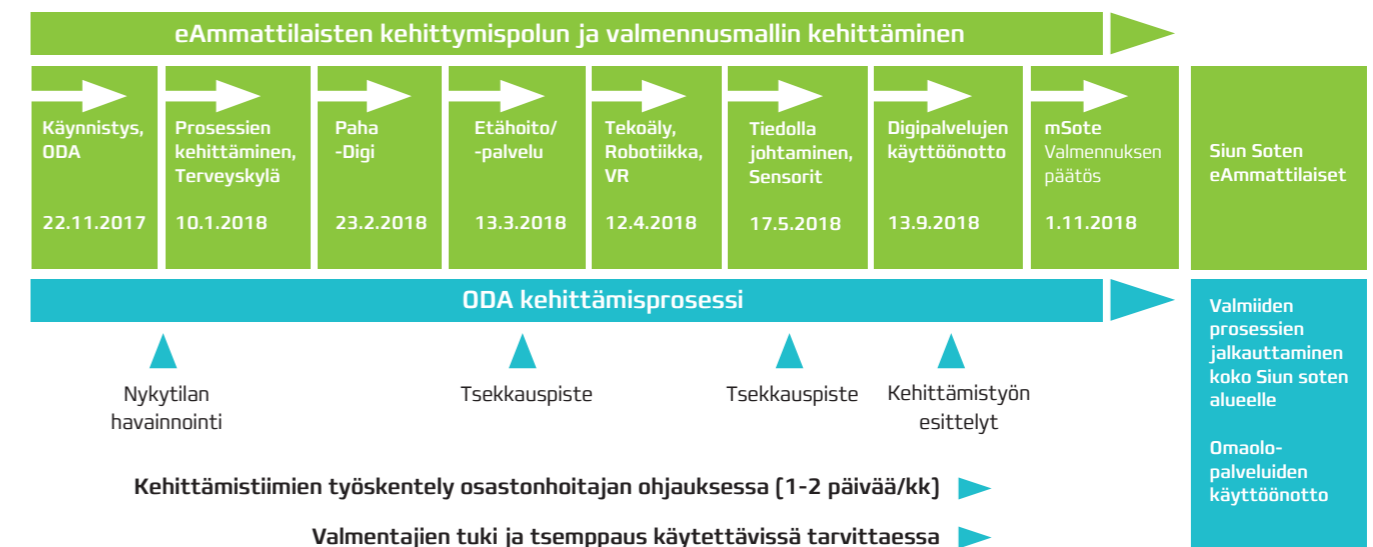 eAmmattilaisten kehittymispolun ja valmennusmallin kehittäminen
Käynnistys,
ODA
22.11.2017
Prosessien
kehittäminen,
Terveyskylä
10.1.2018
Paha
-Digi
23.2.2018
Etähoito/
-palvelu
13.3.2018
Tekoäly,
Robotiikka,
VR
12.4.2018
Tiedolla
johtaminen,
Sensorit
17.5.2018
Digipalvelujen
käyttöönotto
13.9.2018
mSote
Valmennuksen
päätös
1.11.2018
Siun Soten
eAmmattilaiset
ODA kehittämisprosessi
Nykytilan
havainnointi
Tsekkauspiste
Tsekkauspiste
Kehittämistyön
esittelyt
Valmiiden
prosessien
jalkauttaminen
koko Siun soten
alueelle
Omaolo-
palveluiden
käyttöönotto
Kehittämistiimien työskentely osastonhoitajan ohjauksessa (1-2 päivää/kk)
Valmentajien tuki ja tsemppaus käytettävissä tarvittaessa